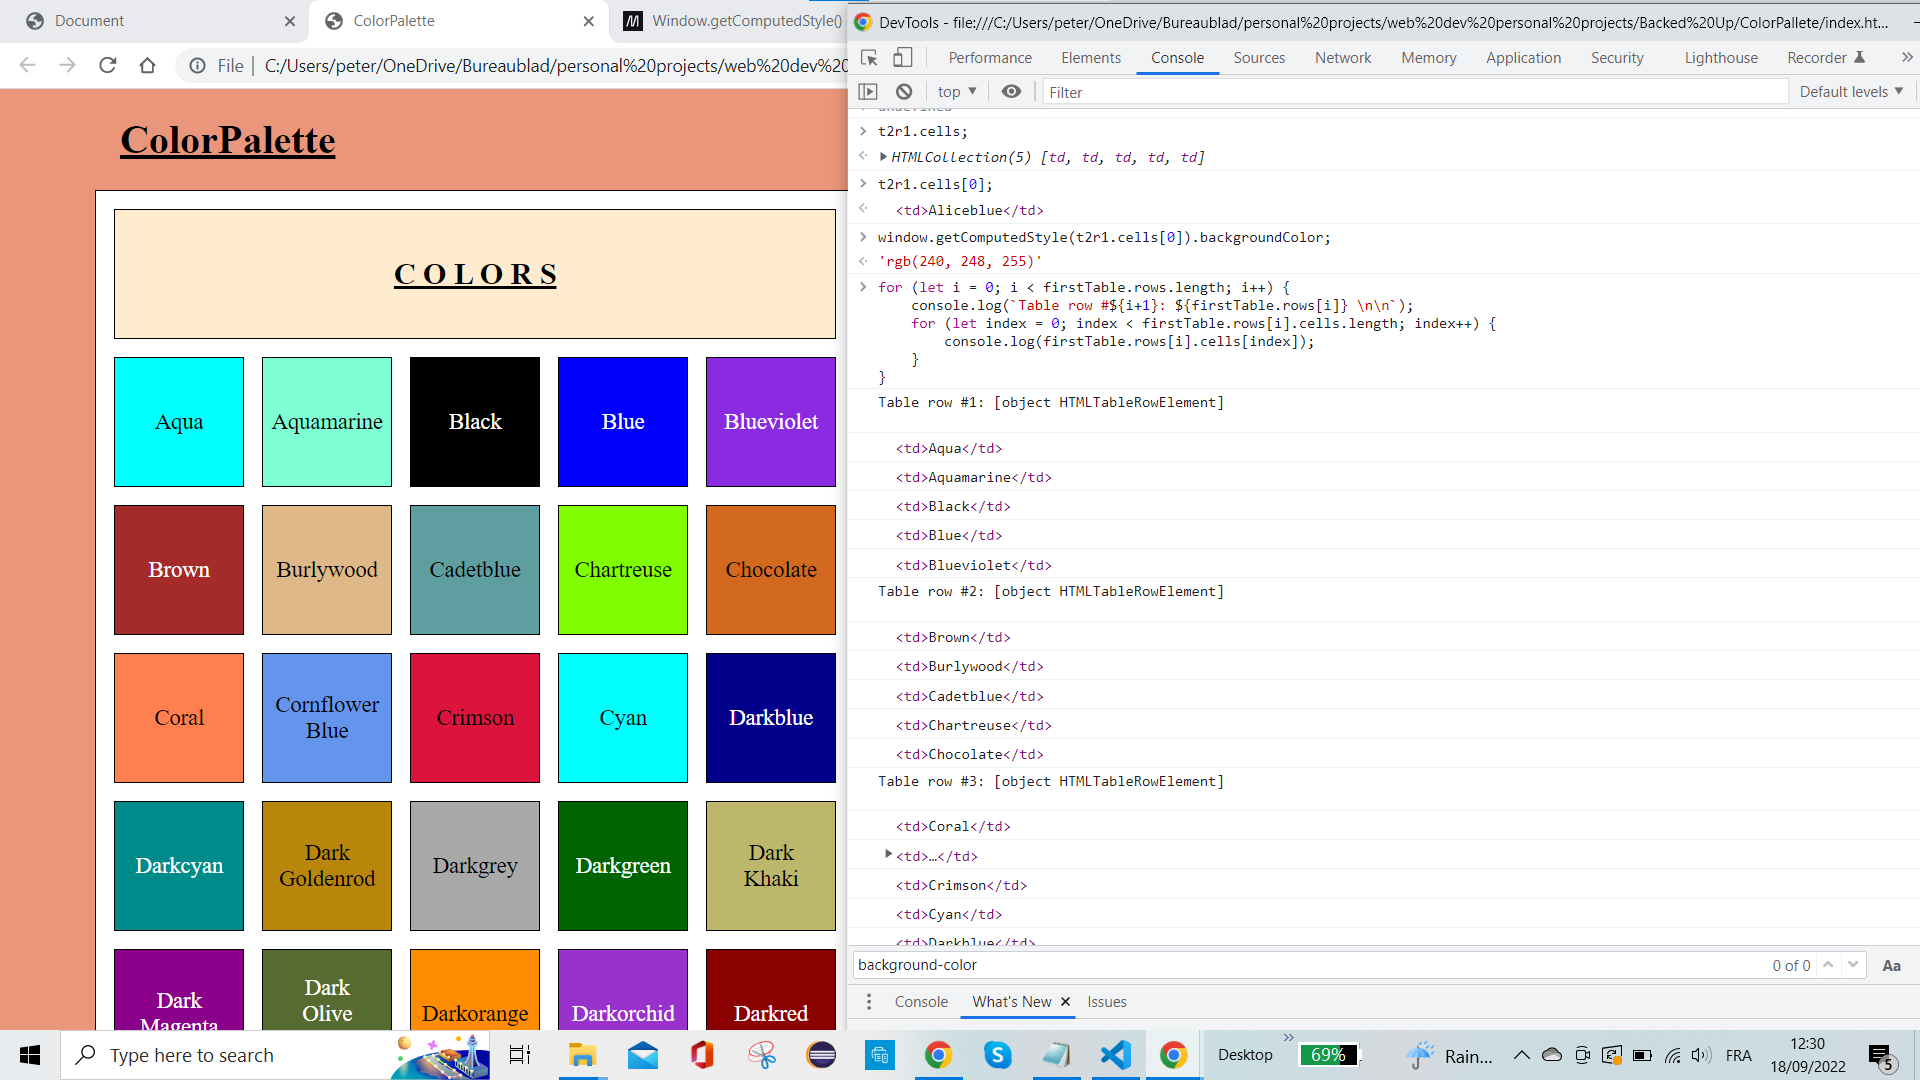 Document
ColorPalette
Window.getComputedStyle()
File
C:/Users/peter/OneDrive/Bureaublad/personal%20projects/web%20dev%20
ColorPalette
C O L O R S
Aqua
Aquamarine
Black
Blue
Blueviolet
Brown
Burlywood
Cadetblue
Chartreuse
Chocolate
Coral
Cornflower
Blue
Crimson
Cyan
Darkblue
Darkcyan
Dark
Goldenrod
Darkgrey
Darkgreen
Dark
Khaki
Dark
Magenta
Dark
Olive
Darkorange
Darkorchid
Darkred
DevTools - file:///C:/Users/peter/OneDrive/Bureaublad/personal%20projects/web%20dev%20personal%20projects/Backed%20Up/ColorPallete/index.ht...
Performance Elements Console Sources Network Memory Application Security Lighthouse Recorder
top Filter Default levels
undefined
t2r1.cells;
HTMLCollection(5) [td, td, td, td, td]
t2r1.cells[0];
<td>Aliceblue</td>
window.getComputedStyle(t2r1.cells[0]).backgroundColor;
'rgb(240, 248, 255)'
for (let i = 0; i < firstTable.rows.length; i++) {
    console.log(`Table row #${i+1}: ${firstTable.rows[i]} \n\n`);
    for (let index = 0; index < firstTable.rows[i].cells.length; index++) {
        console.log(firstTable.rows[i].cells[index]);
    }
}
Table row #1: [object HTMLTableRowElement]
<td>Aqua</td>
<td>Aquamarine</td>
<td>Black</td>
<td>Blue</td>
<td>Blueviolet</td>
Table row #2: [object HTMLTableRowElement]
<td>Brown</td>
<td>Burlywood</td>
<td>Cadetblue</td>
<td>Chartreuse</td>
<td>Chocolate</td>
Table row #3: [object HTMLTableRowElement]
<td>Coral</td>
<td>…</td>
<td>Crimson</td>
<td>Cyan</td>
<td>Darkblue</td>
background-color
0 of 0
Aa
Console What's New Issues
Type here to search
Desktop
69%
Rain...
FRA
12:30
18/09/2022
5